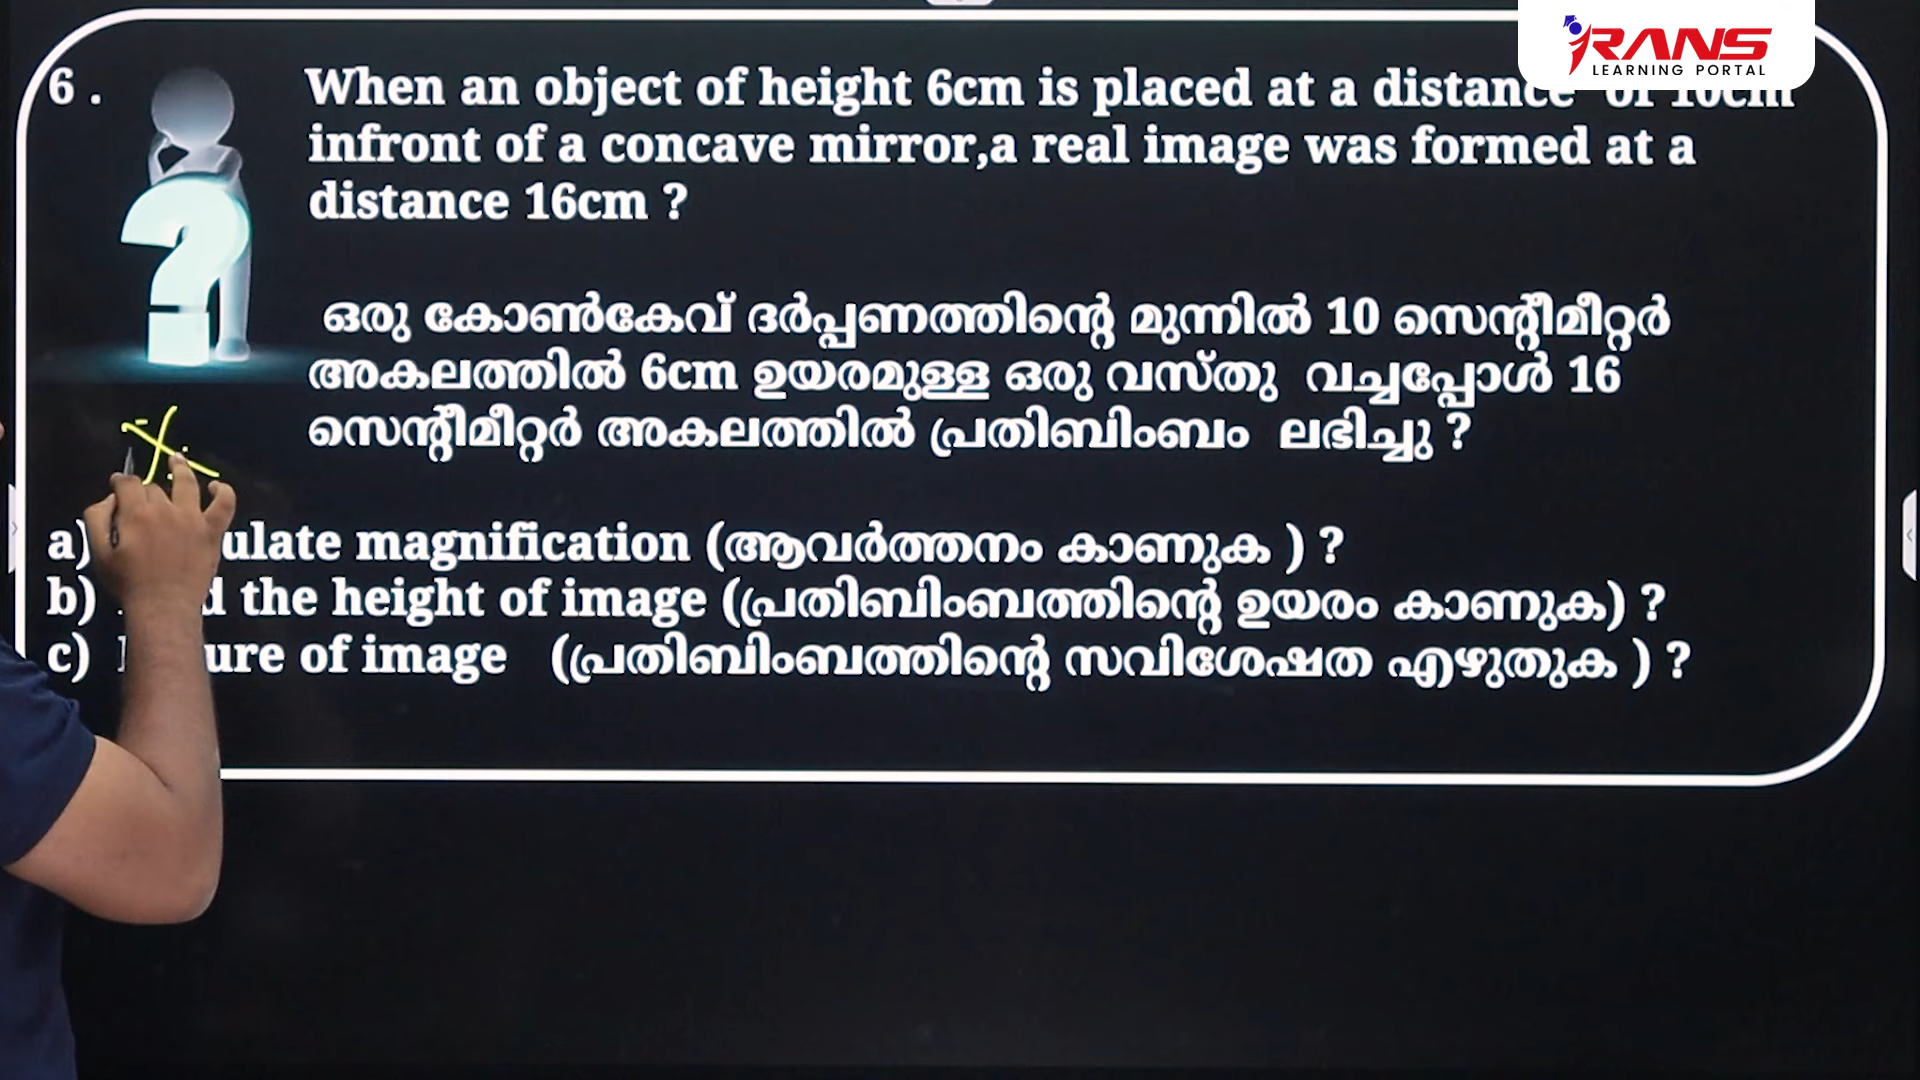 RANS
LEARNING PORTAL
6 .
When an object of height 6cm is placed at a distance of 10cm
infront of a concave mirror,a real image was formed at a
distance 16cm ?
ഒരു കോൺകേവ് ദർപ്പണത്തിന്റെ മുന്നിൽ 10 സെന്റീമീറ്റർ
അകലത്തിൽ 6cm ഉയരമുള്ള ഒരു വസ്തു വച്ചപ്പോൾ 16
സെന്റീമീറ്റർ അകലത്തിൽ പ്രതിബിംബം ലഭിച്ചു ?
a) ulate magnification (ആവർത്തനം കാണുക ) ?
b) d the height of image (പ്രതിബിംബത്തിന്റെ ഉയരം കാണുക) ?
c) ure of image (പ്രതിബിംബത്തിന്റെ സവിശേഷത എഴുതുക ) ?